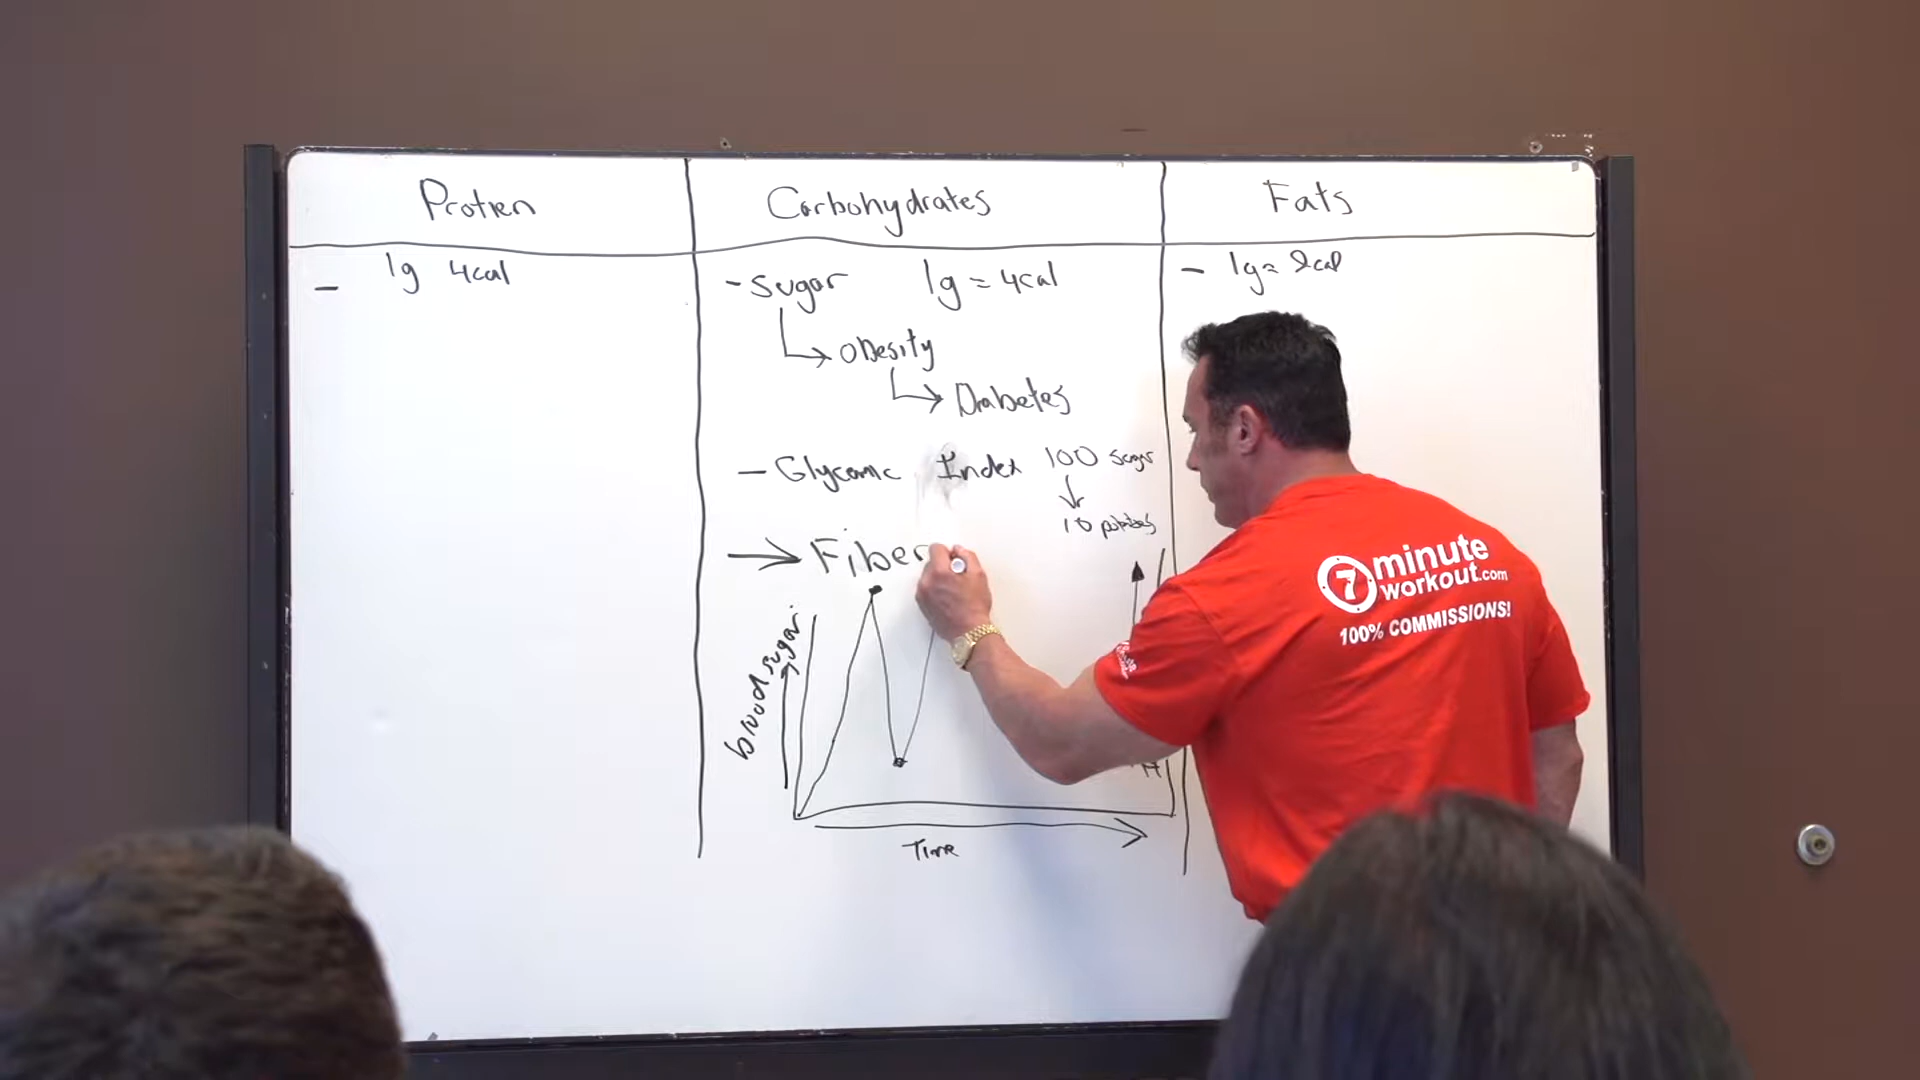 Protien
1g 4cal
Carbohydrates
- Sugar 1g = 4cal
Obesity
Diabetes
- Glycemic Index 100 sugar
10 potatoes
Fiber
blood sugar
Time
Fats
- 1g = 9cal
7 minute
workout.com
100% COMMISSIONS!